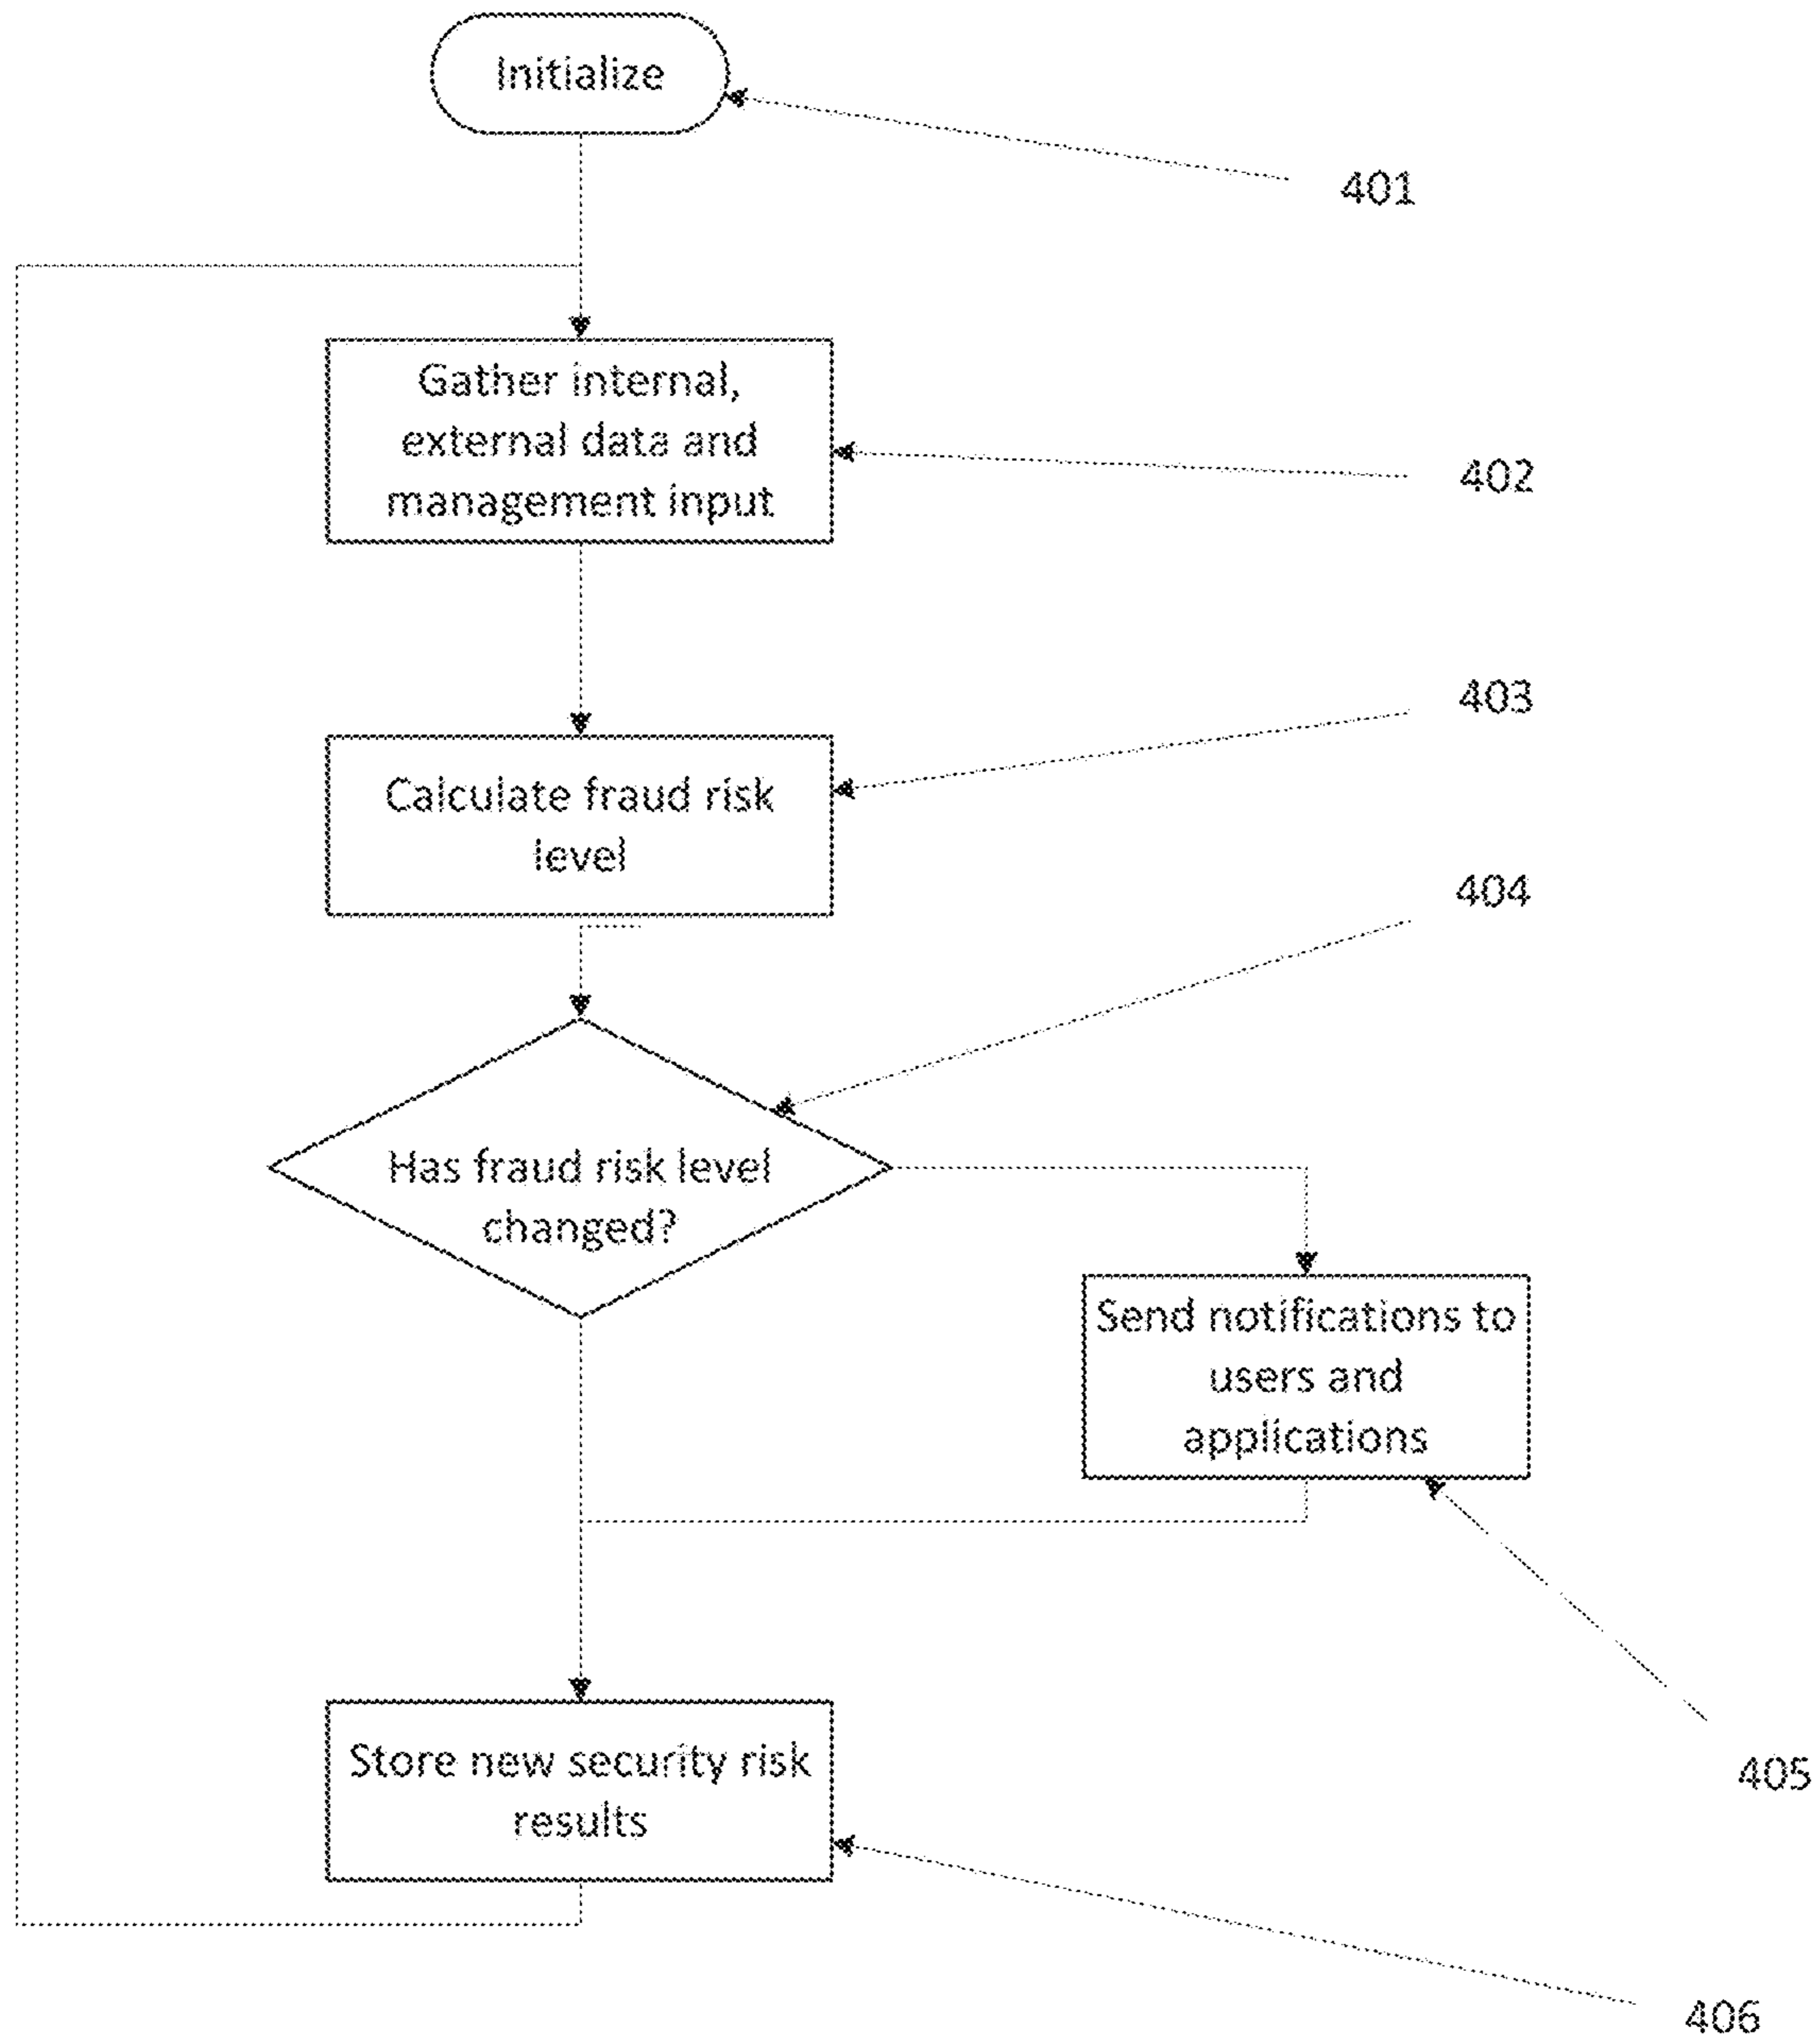 Initialize
401
Gather internal,
external data and
management input
402
403
Calculate fraud risk
level
404
Has fraud risk level
changed?
Send notifications to
users and
applications
405
Store new security risk
results
406